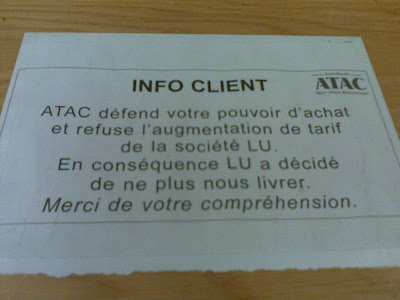 INFO CLIENT
ATAC
ATAC défend votre pouvoir d'achat
et refuse l'augmentation de tarif
de la société LU.
En conséquence LU a décidé
de ne plus nous livrer.
Merci de votre compréhension.